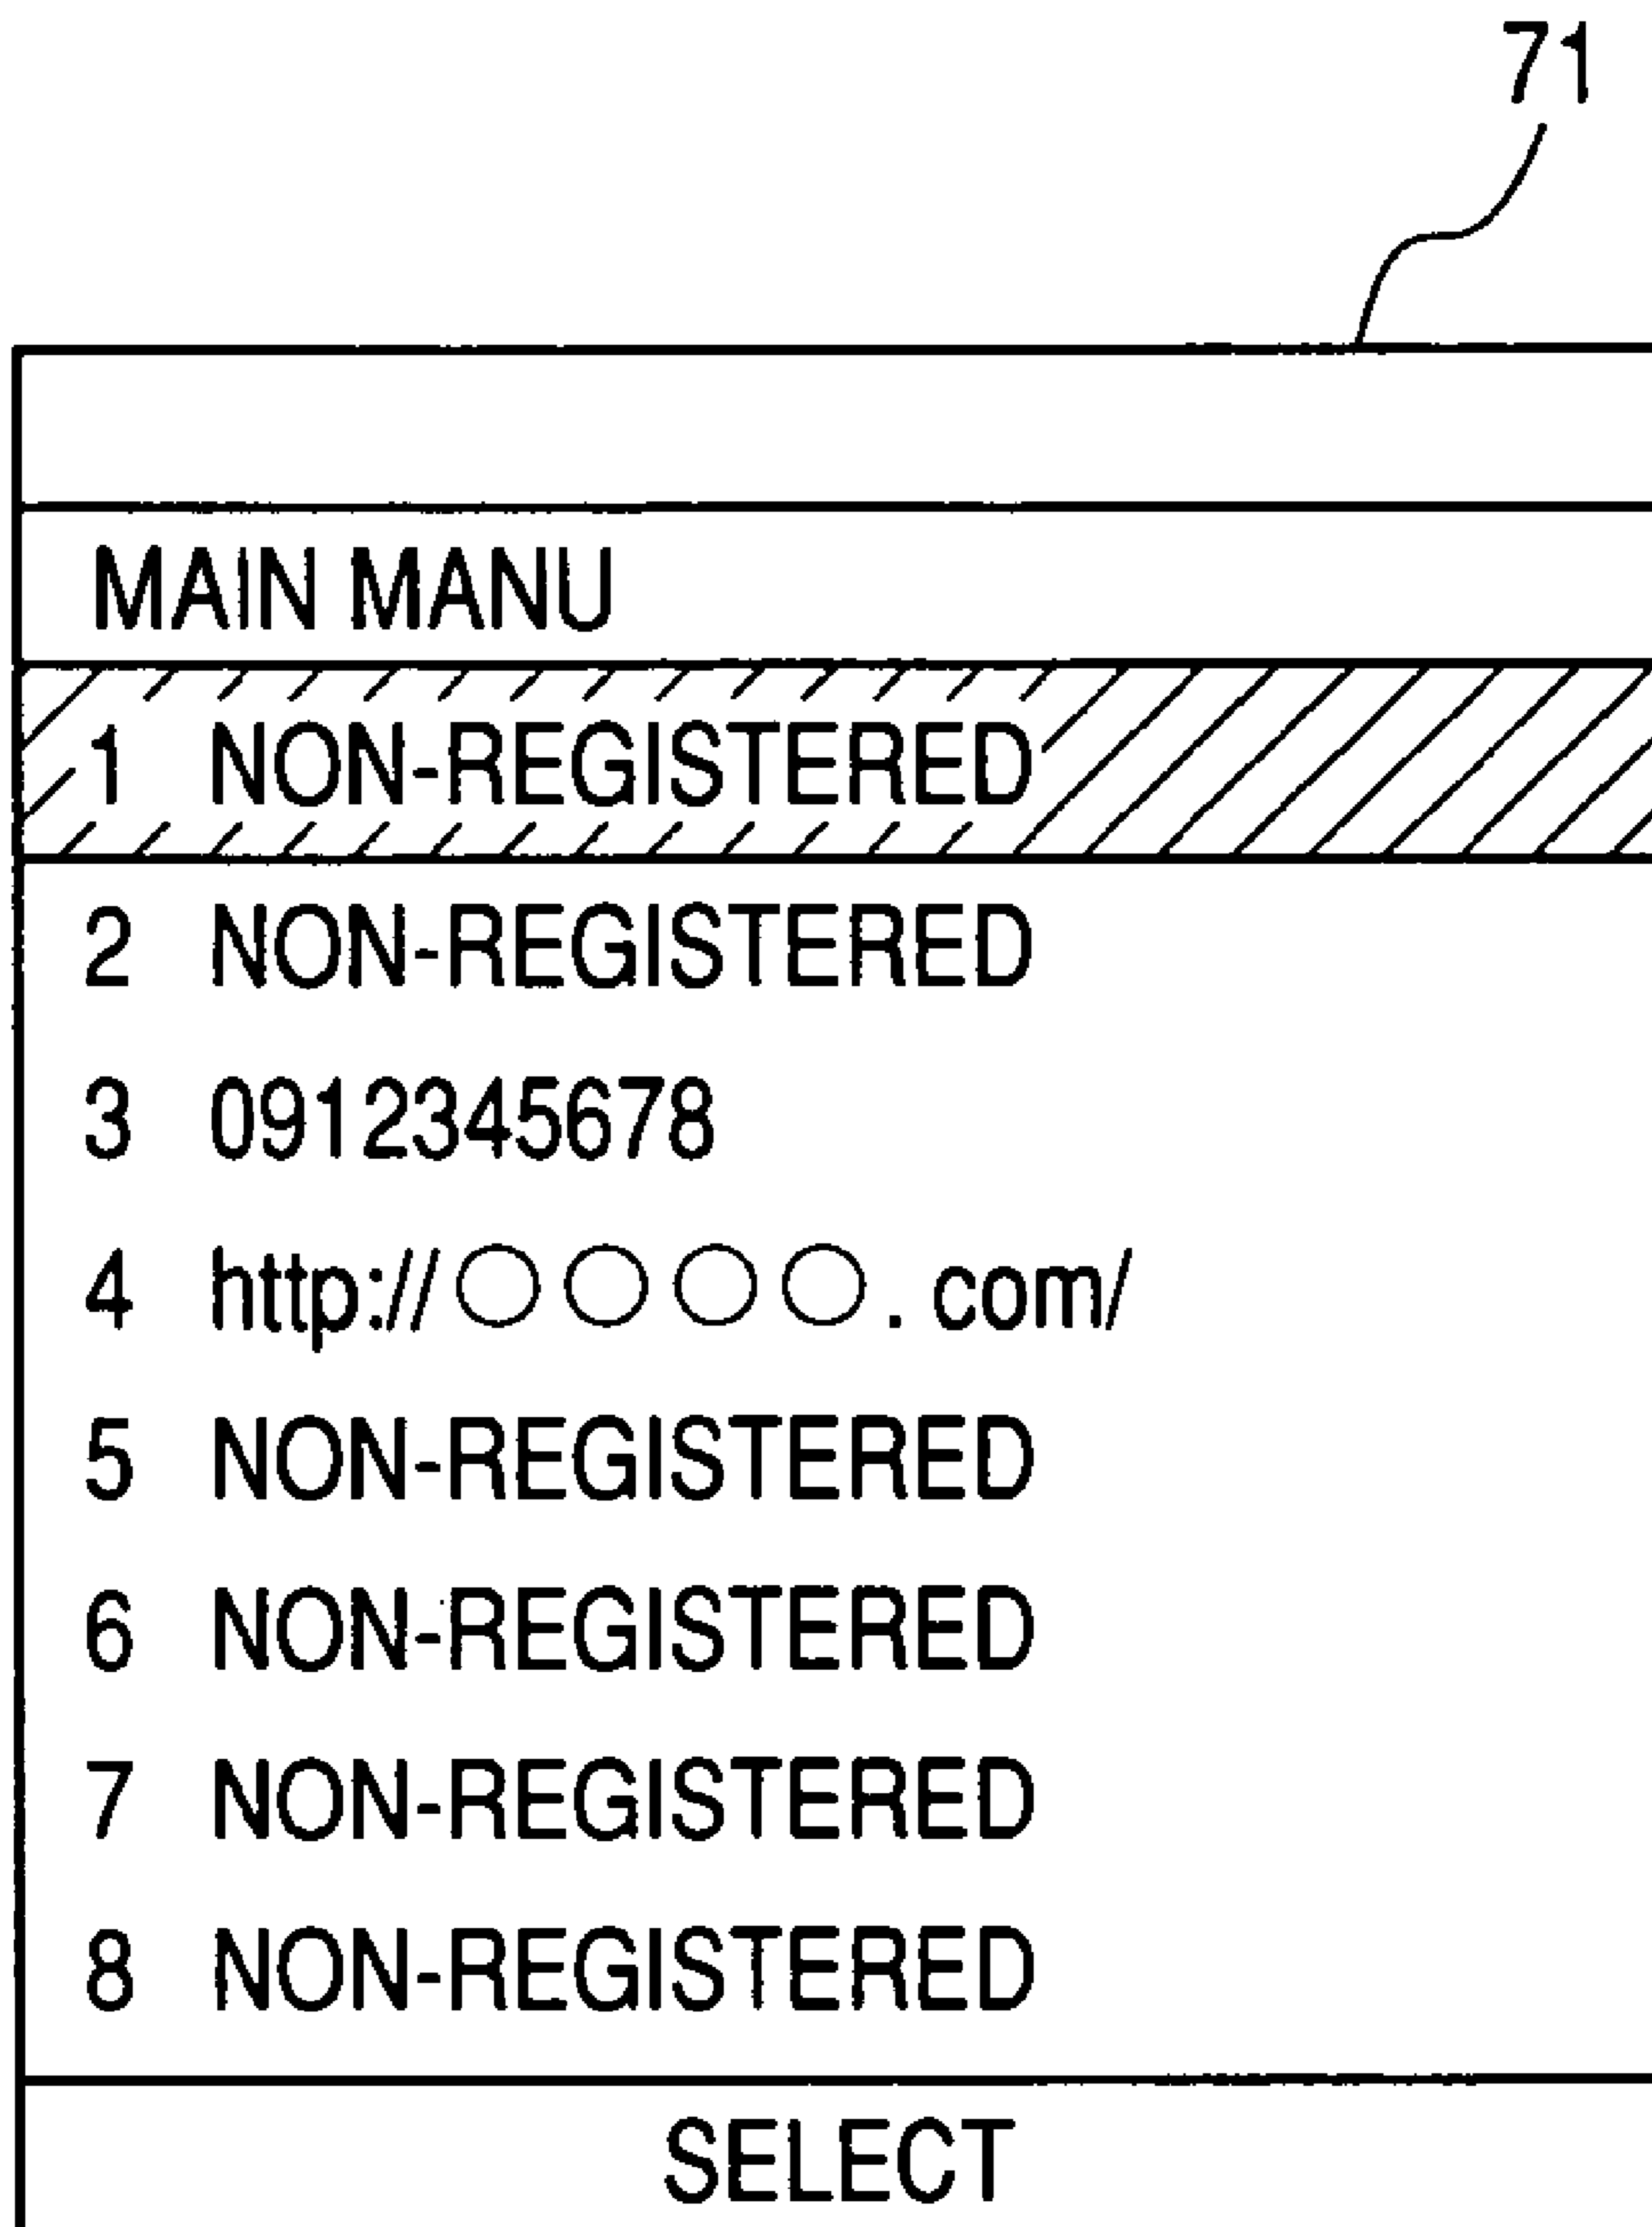 71
MAIN MANU
1 NON-REGISTERED
2 NON-REGISTERED
3 0912345678
4 http://○○○○.com/
5 NON-REGISTERED
6 NON-REGISTERED
7 NON-REGISTERED
8 NON-REGISTERED
SELECT